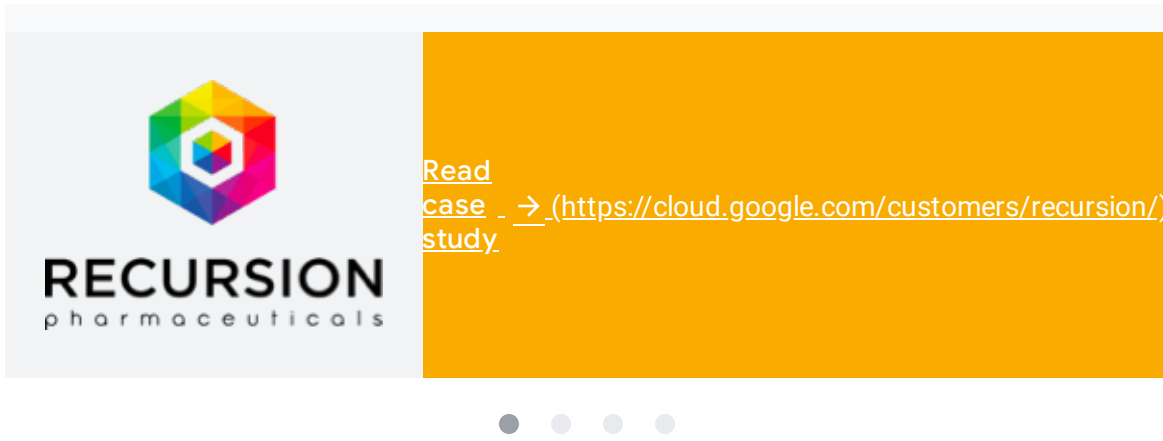 RECURSION
pharmaceuticals
Read
case
study
→ (https://cloud.google.com/customers/recursion/)